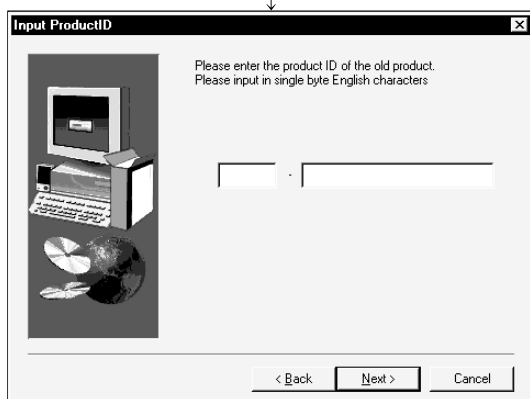 Input ProductID
Please enter the product ID of the old product.
Please input in single byte English characters
-
< Back
Next >
Cancel